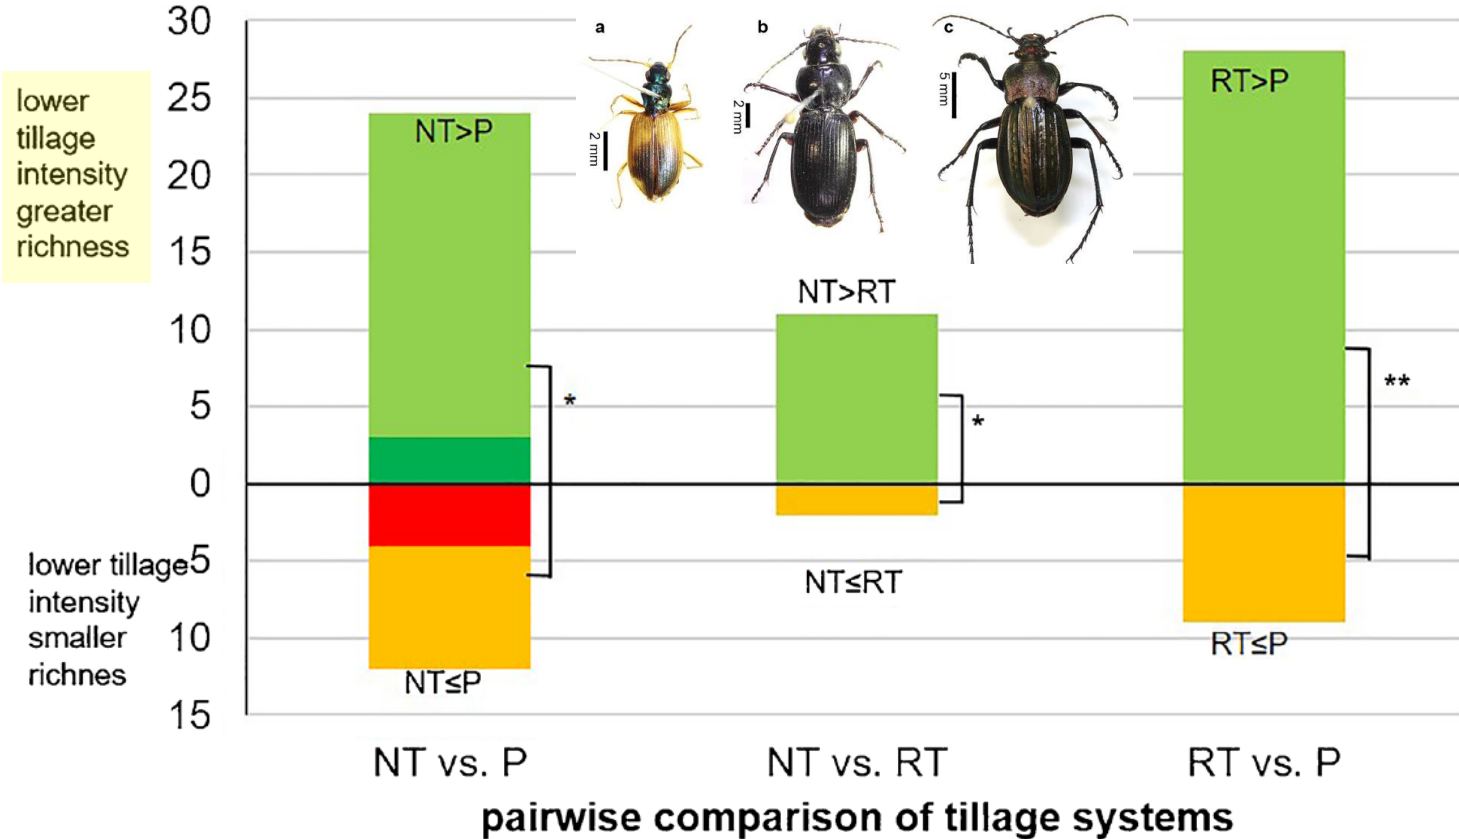 30
25
20
15
10
5
0
5
10
15
lower
tillage
intensity
greater
richness
lower tillage
intensity
smaller
richnes
a
2 mm
b
2 mm
c
5 mm
NT>P
NT>RT
RT>P
*
*
**
NT≤P
NT≤RT
RT≤P
NT vs. P
NT vs. RT
RT vs. P
pairwise comparison of tillage systems